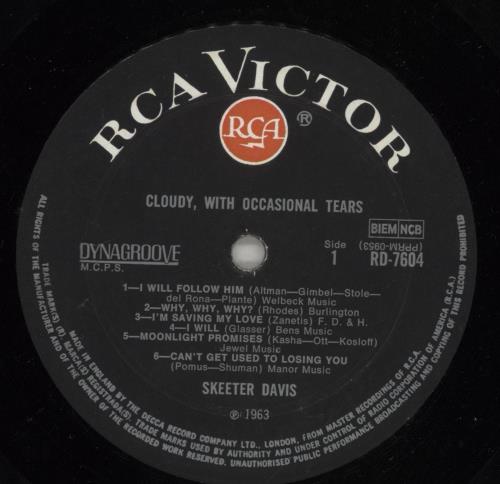 RCA VICTOR
RCA
®
CLOUDY, WITH OCCASIONAL TEARS
BIEM NCB
DYNAGROOVE
(PRRM-0953)
M.C.P.S.
Side 1
RD-7604
1—I WILL FOLLOW HIM (Altman—Gimbel—Stole—
del Rona—Plante) Welbeck Music
2—WHY, WHY, WHY? (Rhodes) Burlington
3—I'M SAVING MY LOVE (Zanetis) F. D. & H.
4—I WILL (Glasser) Bens Music
5—MOONLIGHT PROMISES (Kasha—Ott—Kosloff)
Jewel Music
6—CAN'T GET USED TO LOSING YOU
(Pomus—Shuman) Manor Music
SKEETER DAVIS
℗ 1963
MADE IN ENGLAND BY THE DECCA RECORD COMPANY LTD., LONDON, FROM MASTER RECORDINGS OF R.C.A.
TRADE MARK(S) (R) MARCA(S) REGISTRADA(S) TRADE MARKS USED BY AUTHORITY AND UNDER CONTROL OF RADIO CORPORATION OF AMERICA (R.C.A.)
ALL RIGHTS OF THE MANUFACTURER AND OF THE OWNER OF THE RECORDED WORK RESERVED. UNAUTHORISED PUBLIC PERFORMANCE BROADCASTING AND COPYING OF THIS RECORD PROHIBITED